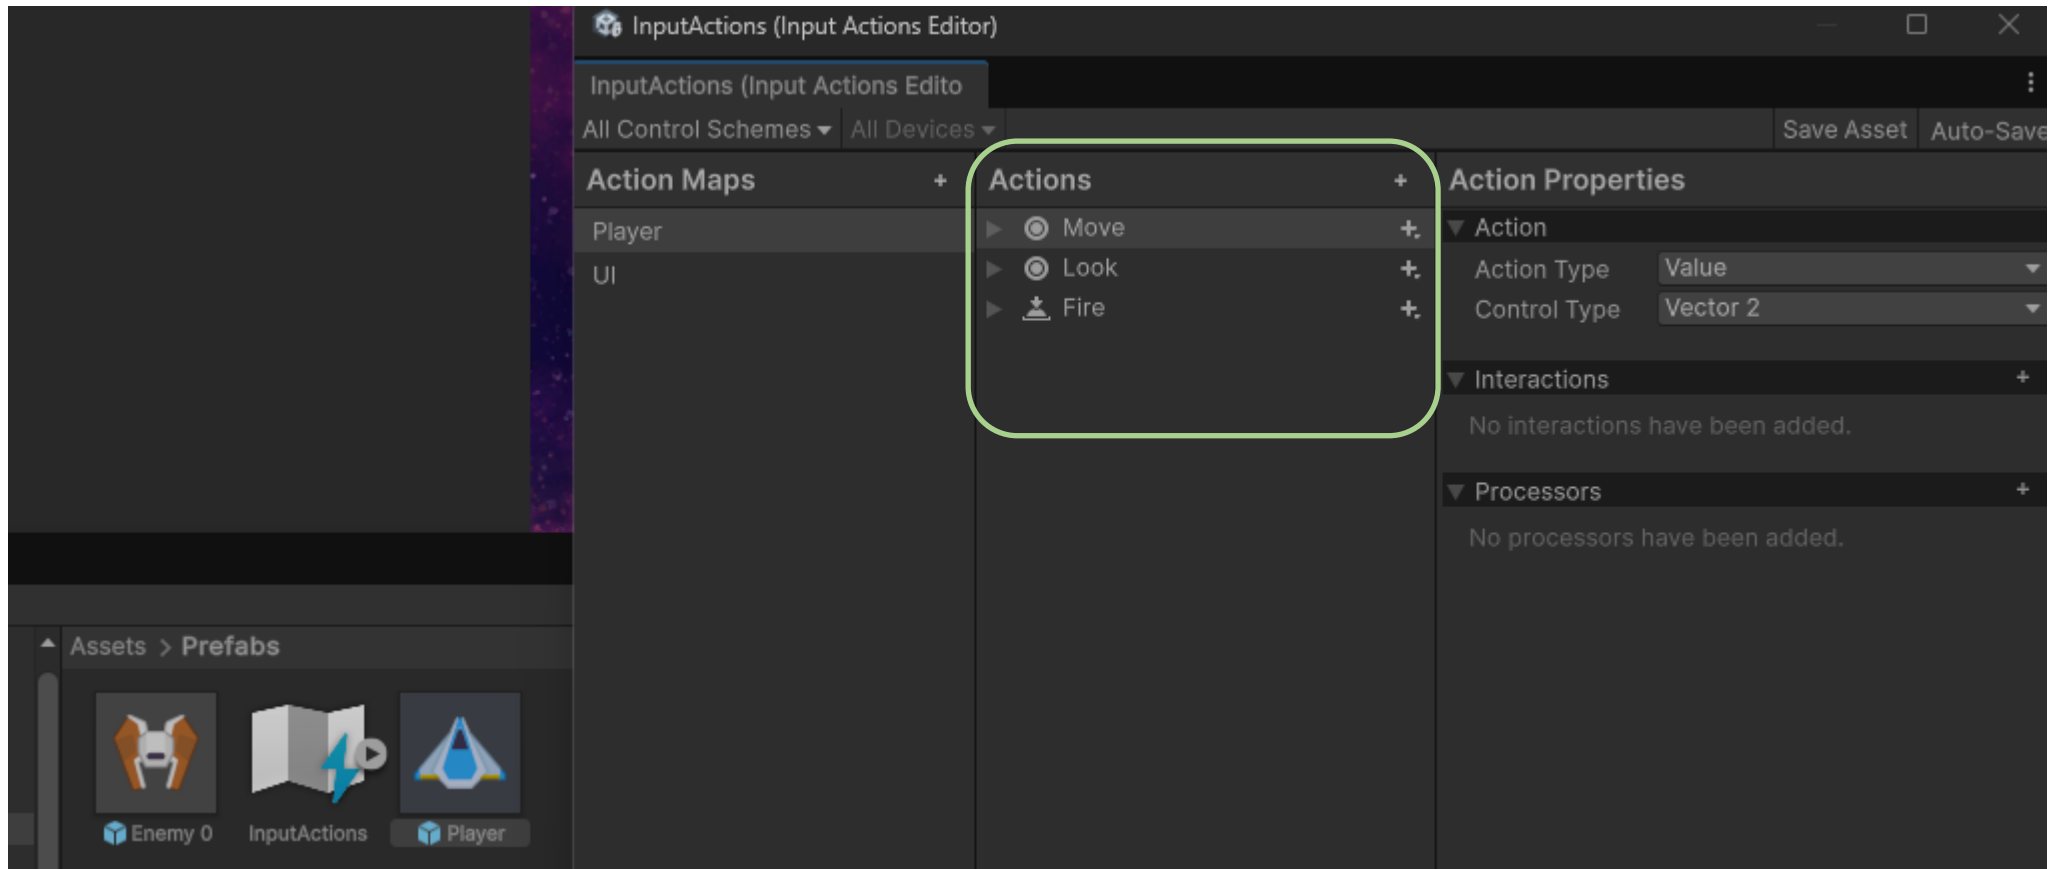 InputActions (Input Actions Editor)
InputActions (Input Actions Edito
All Control Schemes
All Devices
Save Asset
Auto-Save
Action Maps
Player
UI
Actions
Move
Look
Fire
Action Properties
Action
Action Type
Value
Control Type
Vector 2
Interactions
No interactions have been added.
Processors
No processors have been added.
Assets > Prefabs
Enemy 0
InputActions
Player